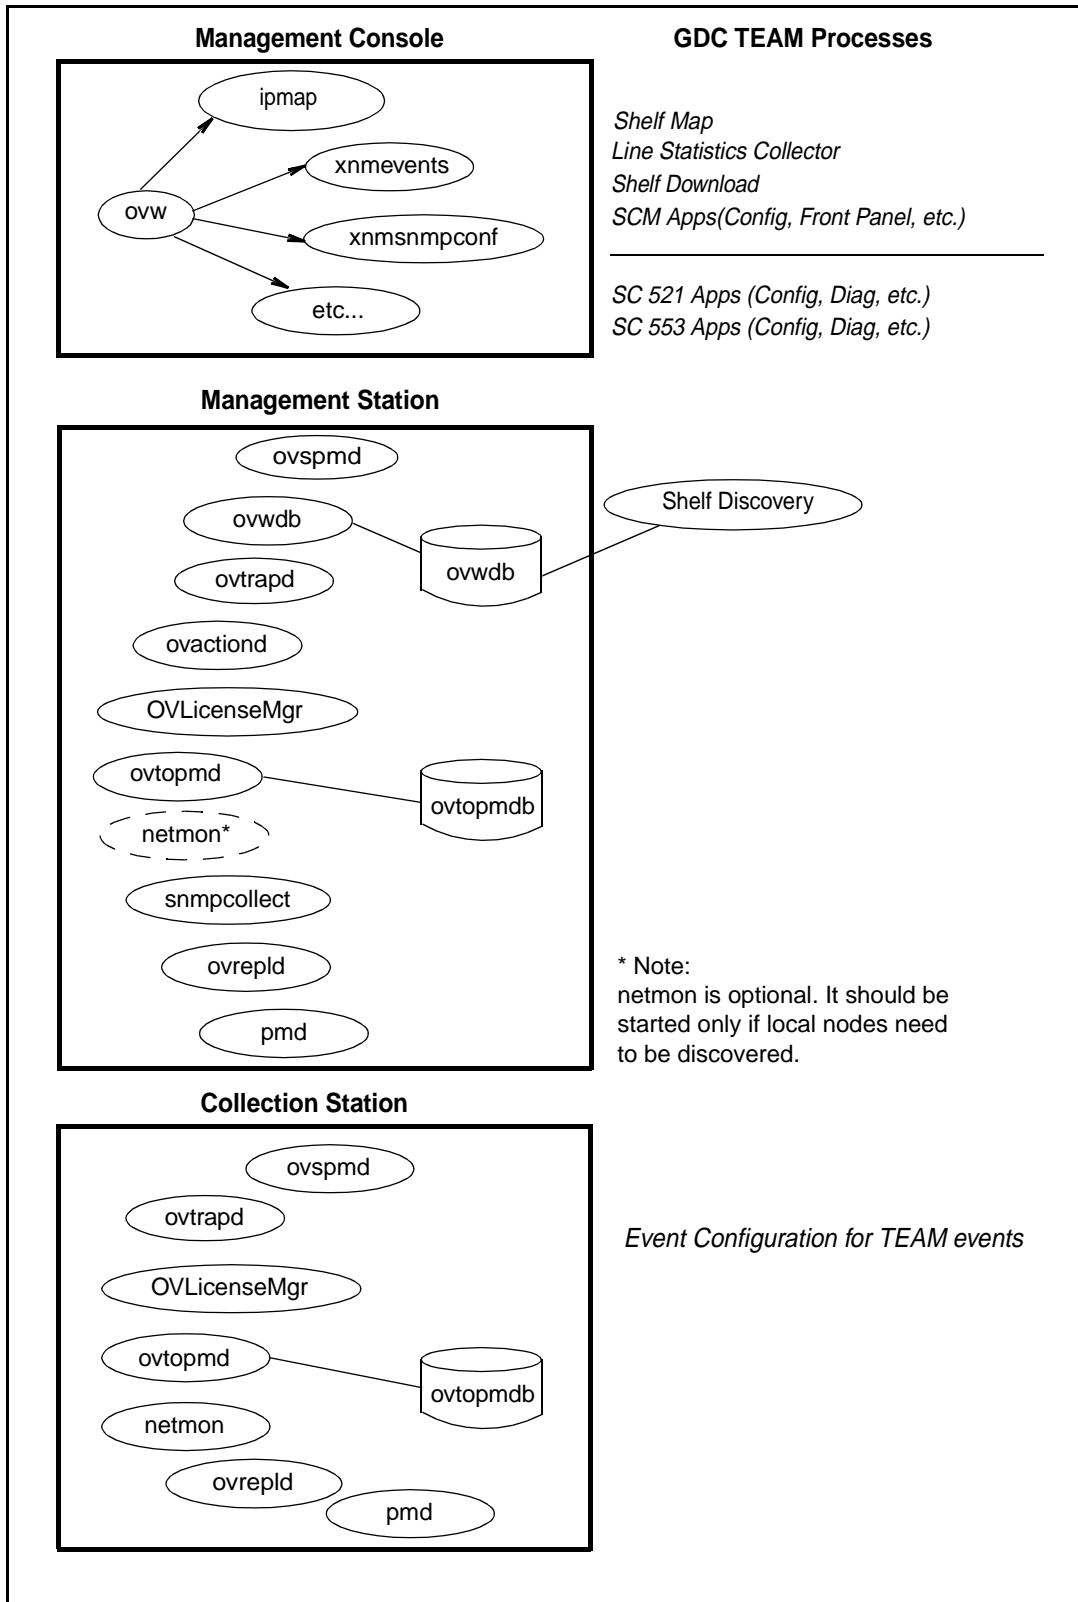 Management Console
GDC TEAM Processes
ipmap
xnmevents
ovw
xnmsnmpconf
etc...
Shelf Map
Line Statistics Collector
Shelf Download
SCM Apps(Config, Front Panel, etc.)
SC 521 Apps (Config, Diag, etc.)
SC 553 Apps (Config, Diag, etc.)
Management Station
ovspmd
Shelf Discovery
ovwdb
ovwdb
ovtrapd
ovactiond
OVLicenseMgr
ovtopmd
ovtopmdb
netmon*
snmpcollect
ovrepld
pmd
* Note:
netmon is optional. It should be
started only if local nodes need
to be discovered.
Collection Station
ovspmd
ovtrapd
Event Configuration for TEAM events
OVLicenseMgr
ovtopmd
ovtopmdb
netmon
ovrepld
pmd